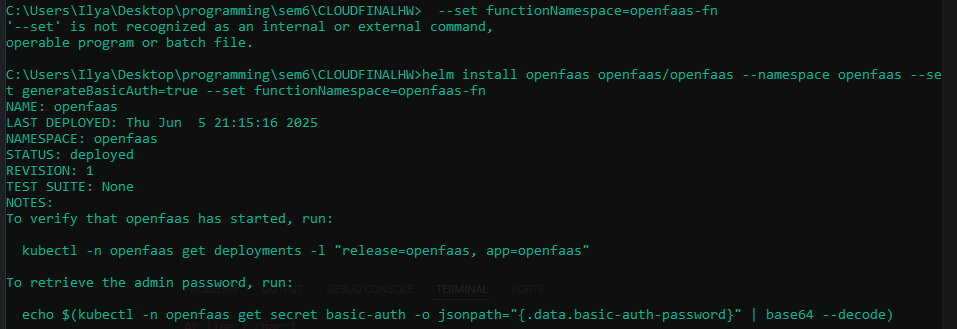 C:\Users\Ilya\Desktop\programming\sem6\CLOUDFINALHW>  --set functionNamespace=openfaas-fn
'--set' is not recognized as an internal or external command,
operable program or batch file.
C:\Users\Ilya\Desktop\programming\sem6\CLOUDFINALHW>helm install openfaas openfaas/openfaas --namespace openfaas --se
t generateBasicAuth=true --set functionNamespace=openfaas-fn
NAME: openfaas
LAST DEPLOYED: Thu Jun  5 21:15:16 2025
NAMESPACE: openfaas
STATUS: deployed
REVISION: 1
TEST SUITE: None
NOTES:
To verify that openfaas has started, run:
  kubectl -n openfaas get deployments -l "release=openfaas, app=openfaas"
To retrieve the admin password, run:
DEBUG CONSOLE TERMINAL PORTS
  echo $(kubectl -n openfaas get secret basic-auth -o jsonpath="{.data.basic-auth-password}" | base64 --decode)